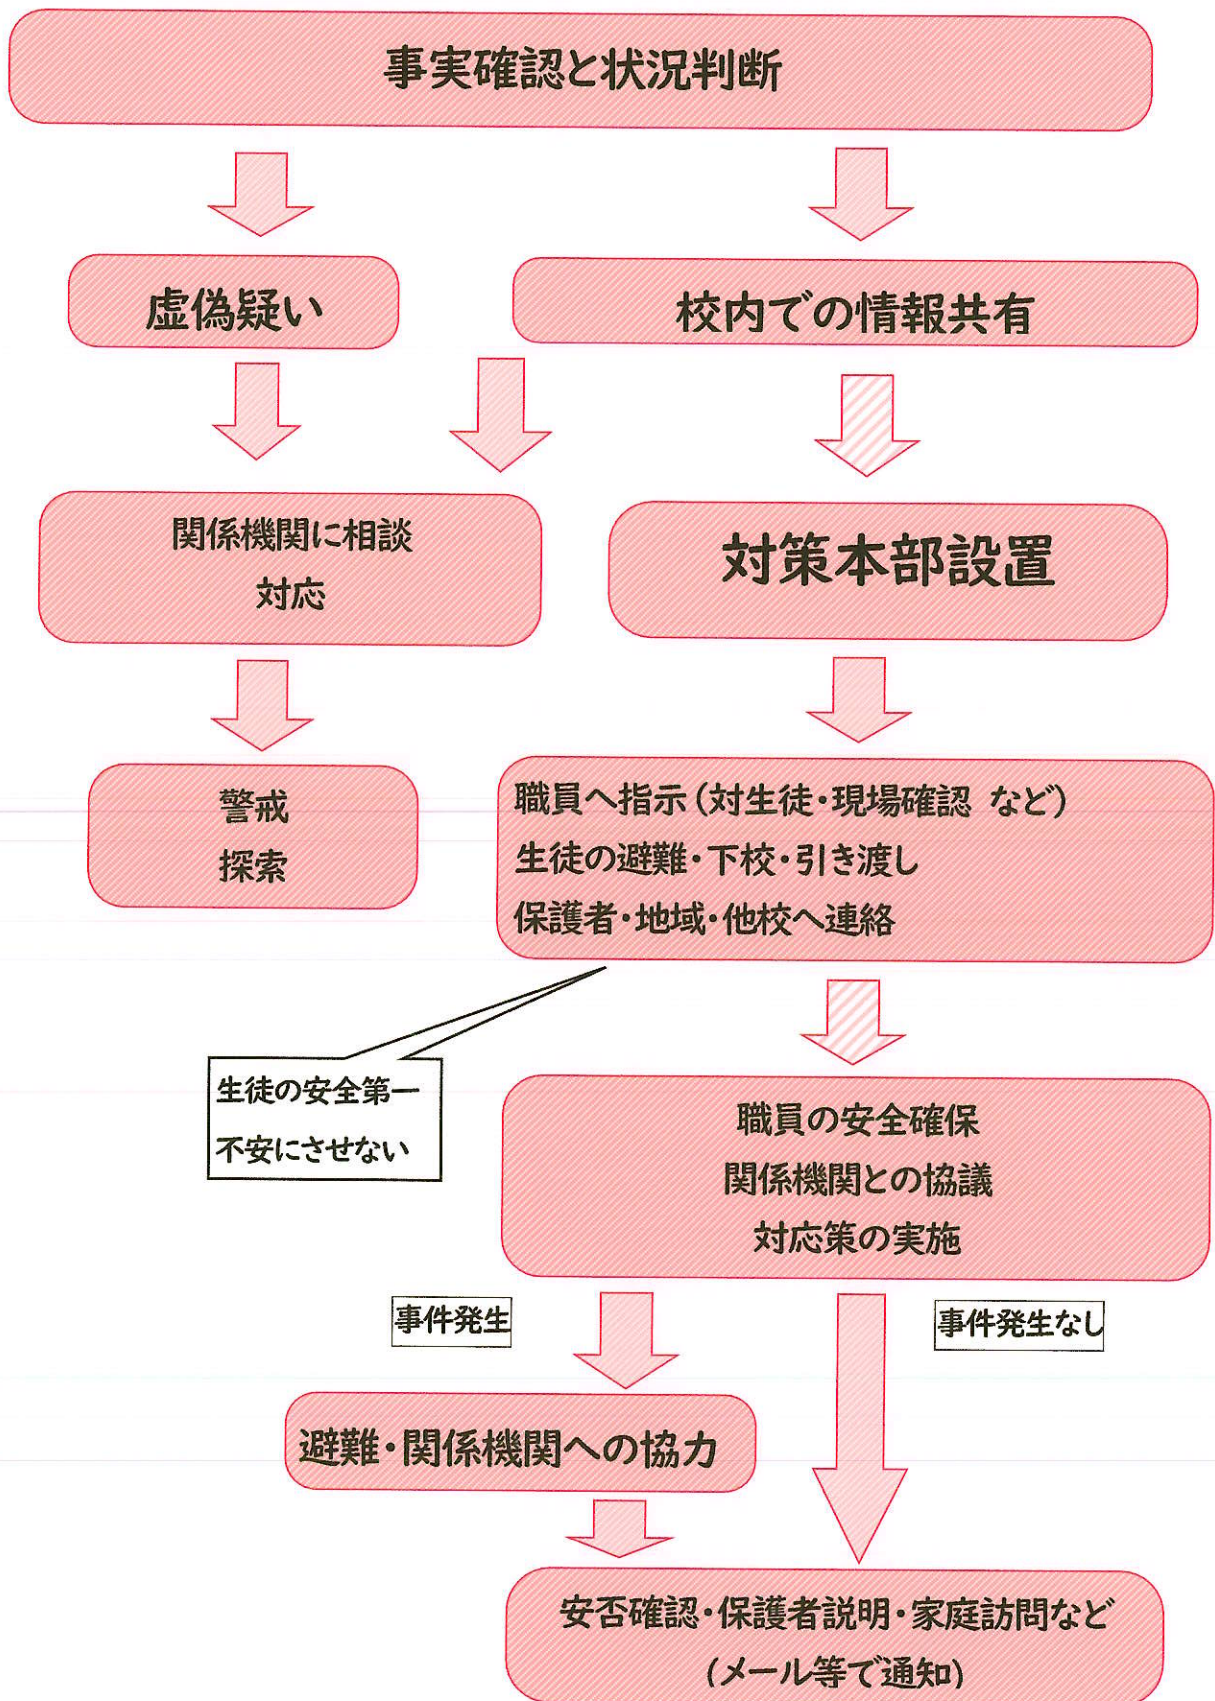 事実確認と状況判断
虚偽疑い
校内での情報共有
関係機関に相談
対応
対策本部設置
警戒
探索
職員へ指示(対生徒・現場確認 など)
生徒の避難・下校・引き渡し
保護者・地域・他校へ連絡
生徒の安全第一
不安にさせない
職員の安全確保
関係機関との協議
対応策の実施
事件発生
事件発生なし
避難・関係機関への協力
安否確認・保護者説明・家庭訪問など
(メール等で通知)